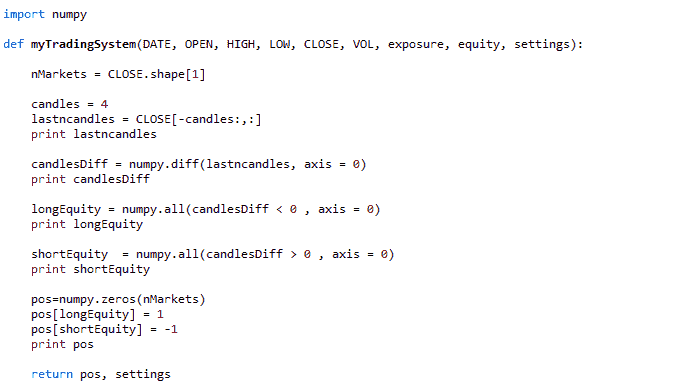 import numpy
def myTradingSystem(DATE, OPEN, HIGH, LOW, CLOSE, VOL, exposure, equity, settings):
nMarkets = CLOSE.shape[1]
candles = 4
lastncandles = CLOSE[-candles:,:]
print lastncandles
candlesDiff = numpy.diff(lastncandles, axis = 0)
print candlesDiff
longEquity = numpy.all(candlesDiff < 0 , axis = 0)
print longEquity
shortEquity  = numpy.all(candlesDiff > 0 , axis = 0)
print shortEquity
pos=numpy.zeros(nMarkets)
pos[longEquity] = 1
pos[shortEquity] = -1
print pos
return pos, settings